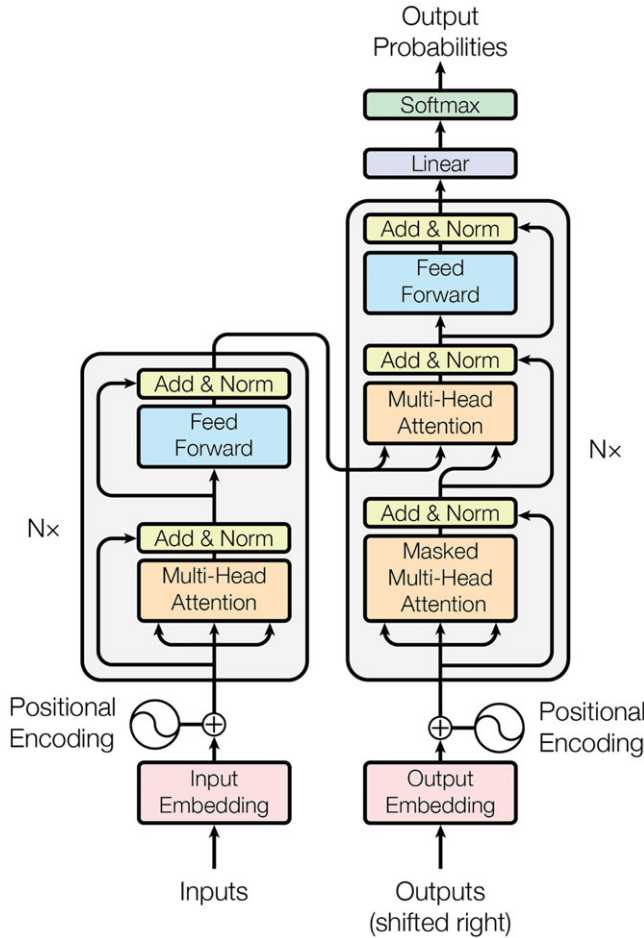 Output
Probabilities
Softmax
Linear
Add & Norm
Feed
Forward
Add & Norm
Multi-Head
Attention
Add & Norm
Masked
Multi-Head
Attention
N×
Add & Norm
Feed
Forward
Add & Norm
Multi-Head
Attention
N×
Positional
Encoding
Positional
Encoding
Input
Embedding
Output
Embedding
Inputs
Outputs
(shifted right)